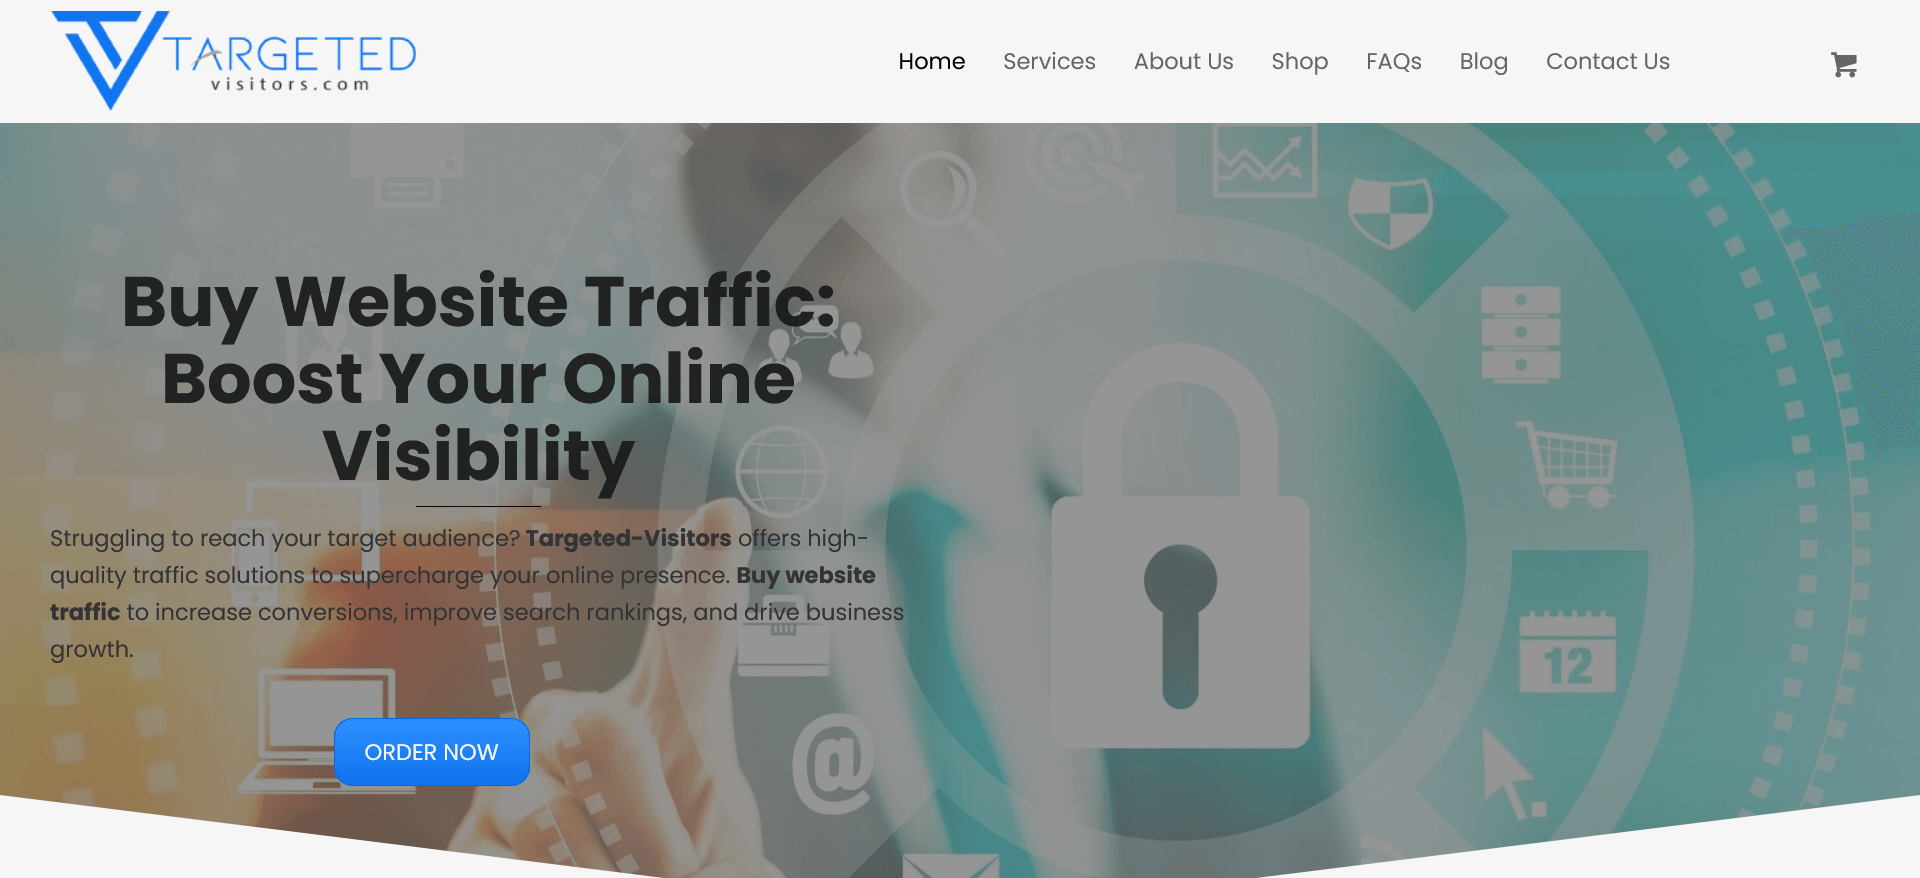 TARGETED
visitors.com
Home Services About Us Shop FAQs Blog Contact Us
Buy Website Traffic:
Boost Your Online
Visibility
Struggling to reach your target audience? Targeted-Visitors offers high-
quality traffic solutions to supercharge your online presence. Buy website
traffic to increase conversions, improve search rankings, and drive business
growth.
ORDER NOW
@
12